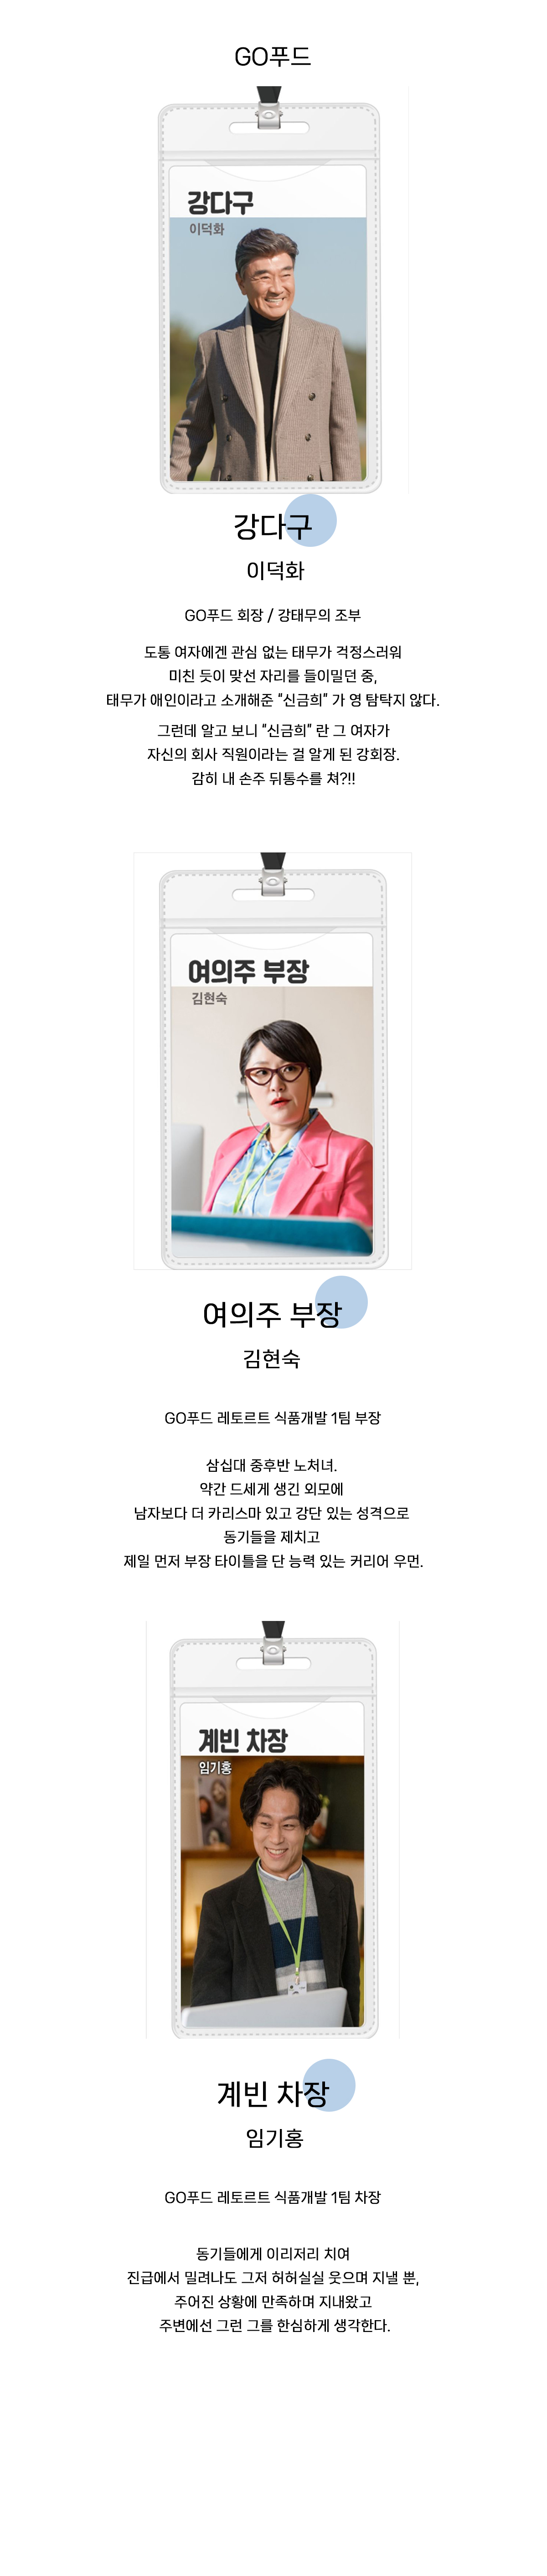 GO푸드
강다구
이덕화
강다구
이덕화
GO푸드 회장 / 강태무의 조부
도통 여자에겐 관심 없는 태무가 걱정스러워
미친 듯이 맞선 자리를 들이밀던 중,
태무가 애인이라고 소개해준 "신금희" 가 영 탐탁지 않다.
그런데 알고 보니 "신금희" 란 그 여자가
자신의 회사 직원이라는 걸 알게 된 강회장.
감히 내 손주 뒤통수를 쳐?!!
여의주 부장
김현숙
여의주 부장
김현숙
GO푸드 레토르트 식품개발 1팀 부장
삼십대 중후반 노처녀.
약간 드세게 생긴 외모에
남자보다 더 카리스마 있고 강단 있는 성격으로
동기들을 제치고
제일 먼저 부장 타이틀을 단 능력 있는 커리어 우먼.
계빈 차장
임기홍
계빈 차장
임기홍
GO푸드 레토르트 식품개발 1팀 차장
동기들에게 이리저리 치여
진급에서 밀려나도 그저 허허실실 웃으며 지낼 뿐,
주어진 상황에 만족하며 지내왔고
주변에선 그런 그를 한심하게 생각한다.